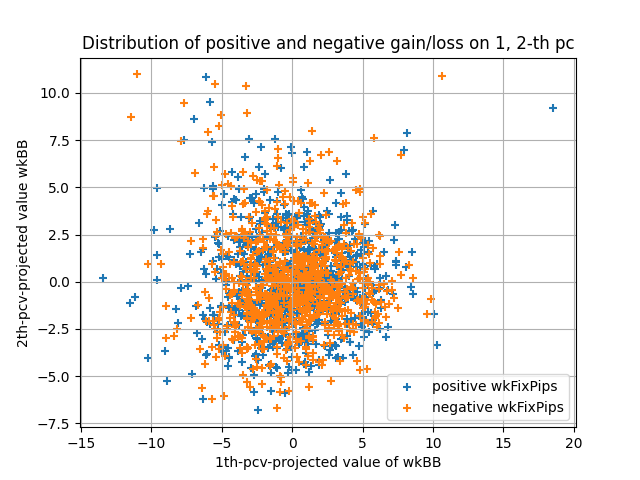 Distribution of positive and negative gain/loss on 1, 2-th pc
2th-pcv-projected value wkBB
10.0
7.5
5.0
2.5
0.0
−2.5
−5.0
−7.5
positive wkFixPips
negative wkFixPips
−15 −10 −5 0 5 10 15 20
1th-pcv-projected value of wkBB